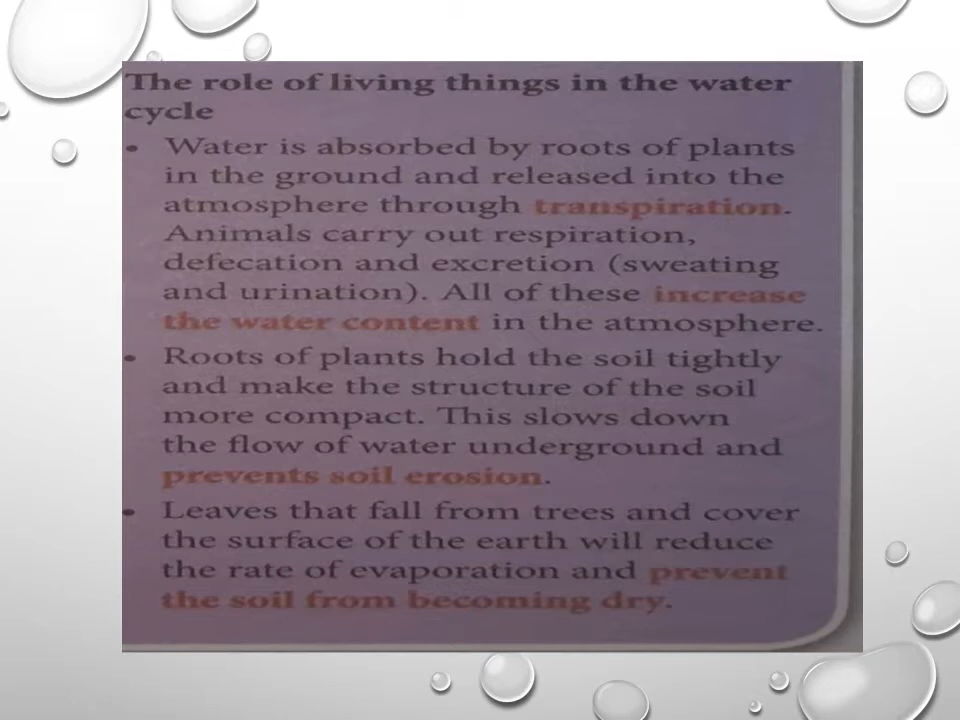 The role of living things in the water
cycle
• Water is absorbed by roots of plants
in the ground and released into the
atmosphere through transpiration.
Animals carry out respiration,
defecation and excretion (sweating
and urination). All of these increase
the water content in the atmosphere.
• Roots of plants hold the soil tightly
and make the structure of the soil
more compact. This slows down
the flow of water underground and
prevents soil erosion.
• Leaves that fall from trees and cover
the surface of the earth will reduce
the rate of evaporation and prevent
the soil from becoming dry.